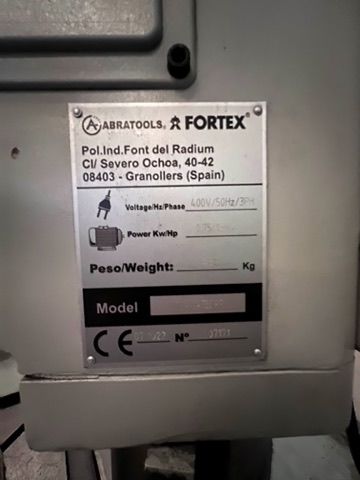 ABRATOOLS, FORTEX®
Pol.Ind.Font del Radium
C/ Severo Ochoa, 40-42
08403 - Granollers (Spain)
Voltage/Hz/Phase 400V/50Hz/3PH
Power Kw/Hp
Peso/Weight: Kg
Model
CE Nº